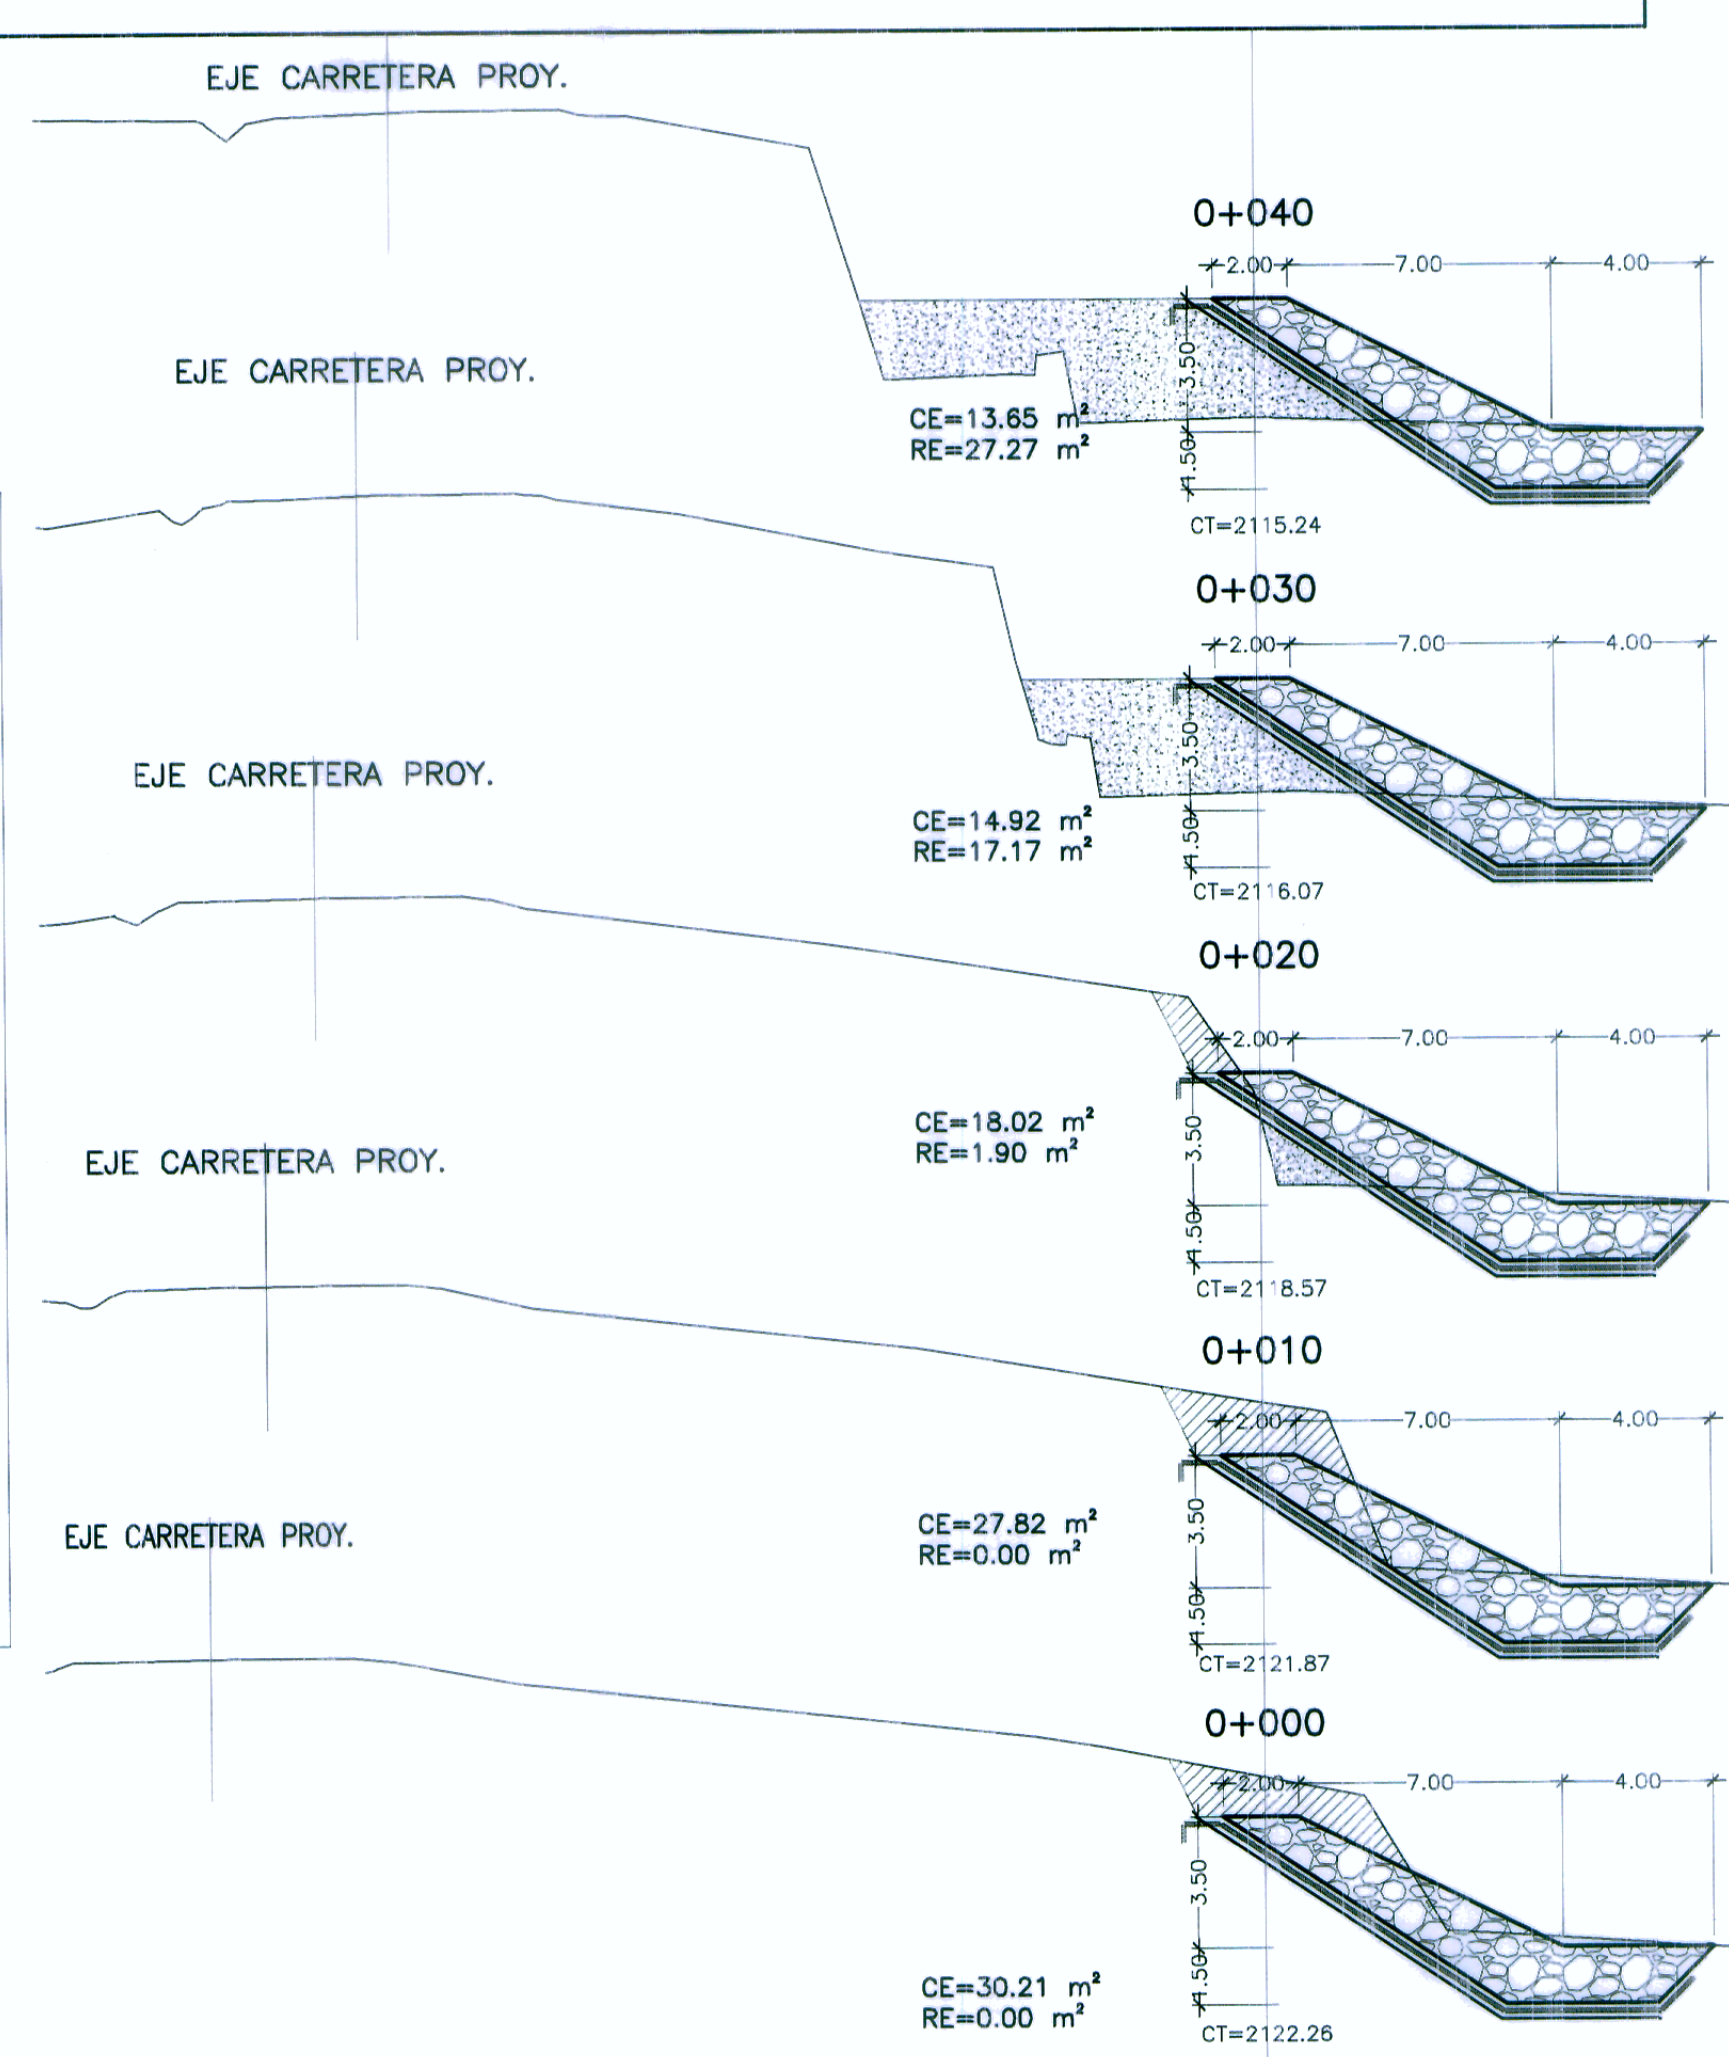 EJE CARRETERA PROY.
0+040
2.00 7.00 4.00
3.50
CE=13.65 m²
RE=27.27 m²
1.50
CT=2115.24
EJE CARRETERA PROY.
0+030
2.00 7.00 4.00
3.50
CE=14.92 m²
RE=17.17 m²
1.50
CT=2116.07
EJE CARRETERA PROY.
0+020
2.00 7.00 4.00
3.50
CE=18.02 m²
RE=1.90 m²
1.50
CT=2118.57
EJE CARRETERA PROY.
0+010
2.00 7.00 4.00
3.50
CE=27.82 m²
RE=0.00 m²
1.50
CT=2121.87
EJE CARRETERA PROY.
0+000
2.00 7.00 4.00
3.50
CE=30.21 m²
RE=0.00 m²
1.50
CT=2122.26